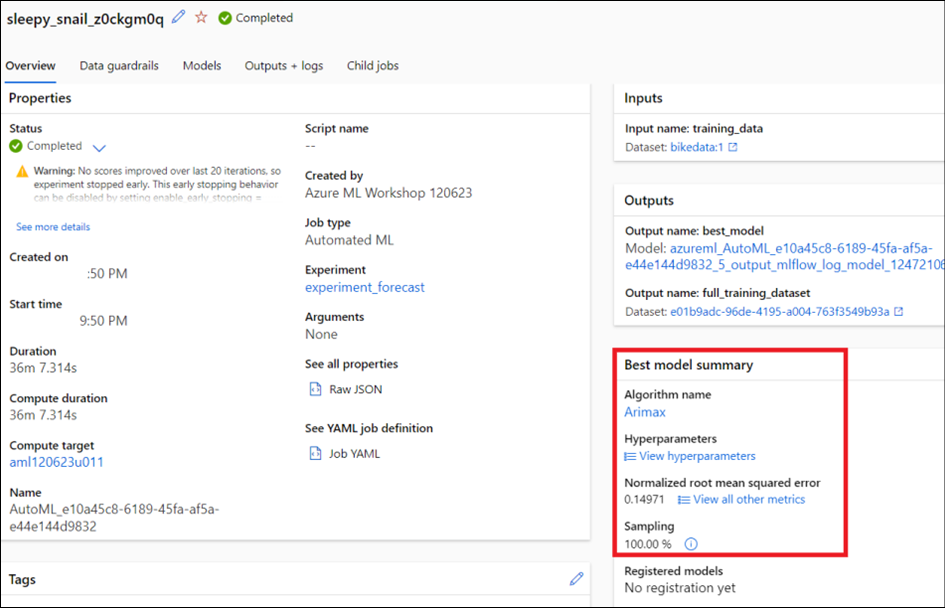 sleepy_snail_z0ckgm0q Completed
Overview Data guardrails Models Outputs + logs Child jobs
Properties
Status
Completed
Warning: No scores improved over last 20 iterations, so
experiment stopped early. This early stopping behavior
can be disabled by setting enable_early_stopping =
See more details
Created on
:50 PM
Start time
9:50 PM
Duration
36m 7.314s
Compute duration
36m 7.314s
Compute target
aml120623u011
Name
AutoML_e10a45c8-6189-45fa-af5a-
e44e144d9832
Script name
--
Created by
Azure ML Workshop 120623
Job type
Automated ML
Experiment
experiment_forecast
Arguments
None
See all properties
Raw JSON
See YAML job definition
Job YAML
Tags
Inputs
Input name: training_data
Dataset: bikedata:1
Outputs
Output name: best_model
Model: azureml_AutoML_e10a45c8-6189-45fa-af5a-
e44e144d9832_5_output_mlflow_log_model_12472106
Output name: full_training_dataset
Dataset: e01b9adc-96de-4195-a004-763f3549b93a
Best model summary
Algorithm name
Arimax
Hyperparameters
View hyperparameters
Normalized root mean squared error
0.14971 View all other metrics
Sampling
100.00 %
Registered models
No registration yet